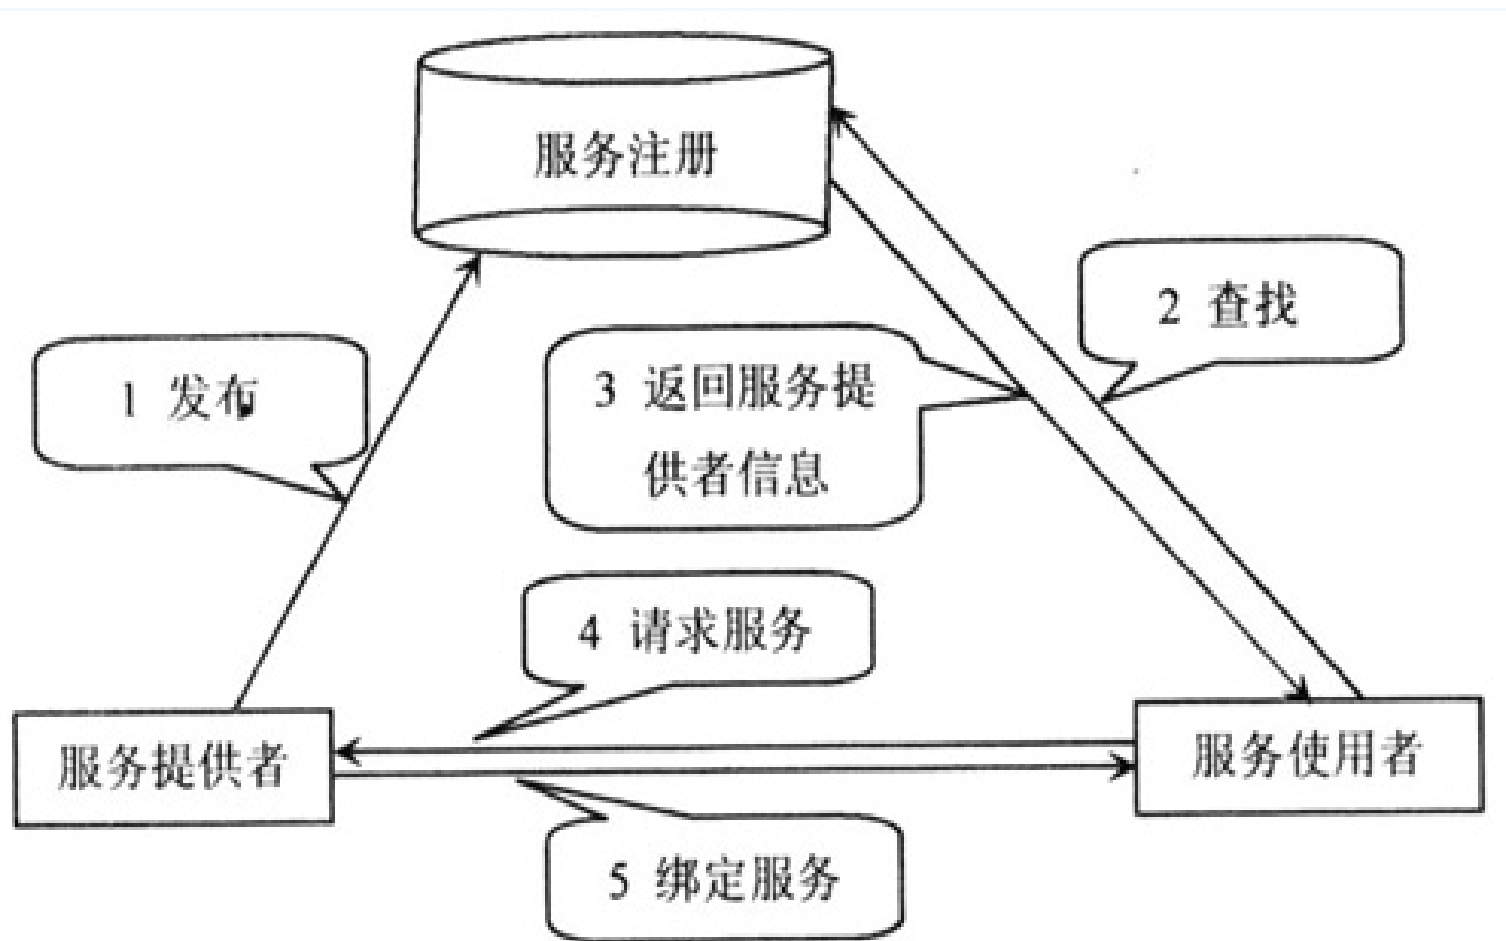 服务注册
2 查找
1 发布
3 返回服务提
供者信息
4 请求服务
服务提供者
服务使用者
5 绑定服务